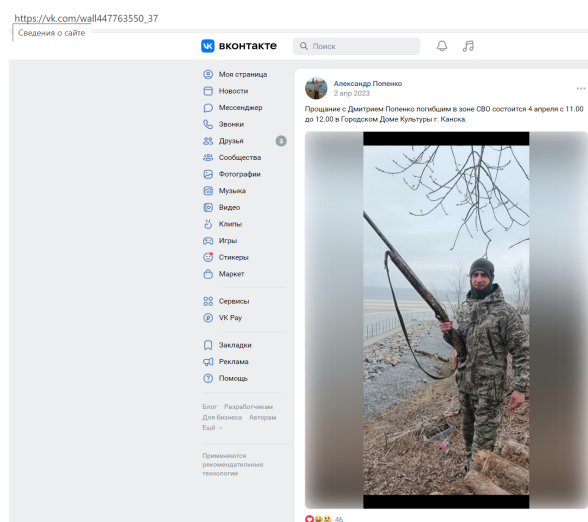 https://vk.com/wall447763550_37
Сведения о сайте
вконтакте
Поиск
Моя страница
Новости
Мессенджер
Звонки
Друзья 3
Сообщества
Фотографии
Музыка
Видео
Клипы
Игры
Стикеры
Маркет
Сервисы
VK Pay
Закладки
Реклама
Помощь
Блог Разработчикам
Для бизнеса Авторам
Ещё
Применяются
рекомендательные
технологии
Александр Попенко
2 апр 2023
Прощание с Дмитрием Попенко погибшим в зоне СВО состоится 4 апреля с 11.00
до 12.00 в Городском Доме Культуры г. Канска.
46